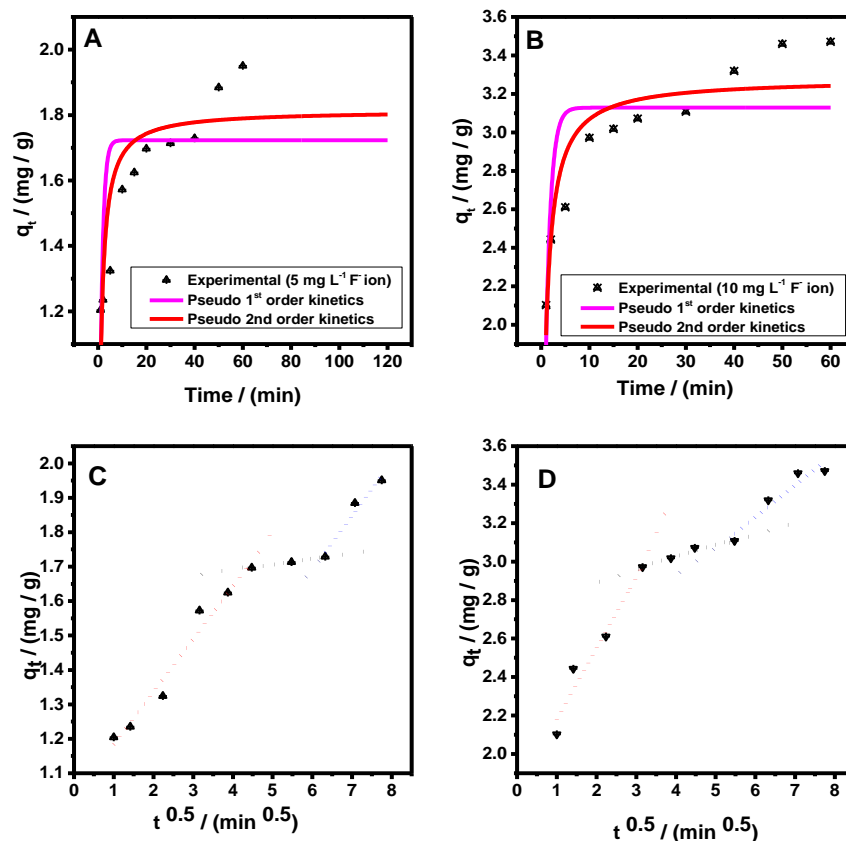 A
2.0
1.8
1.6
1.4
1.2
q_t / (mg / g)
Experimental (5 mg L⁻¹ F⁻ ion)
Pseudo 1ˢᵗ order kinetics
Pseudo 2nd order kinetics
0 20 40 60 80 100 120
Time / (min)
B
3.6
3.4
3.2
3.0
2.8
2.6
2.4
2.2
2.0
q_t / (mg / g)
Experimental (10 mg L⁻¹ F⁻ ion)
Pseudo 1ˢᵗ order kinetics
Pseudo 2nd order kinetics
0 10 20 30 40 50 60
Time / (min)
C
2.0
1.9
1.8
1.7
1.6
1.5
1.4
1.3
1.2
1.1
q_t / (mg / g)
0 1 2 3 4 5 6 7 8
t ^0.5 / (min ^0.5)
D
3.6
3.4
3.2
3.0
2.8
2.6
2.4
2.2
2.0
q_t / (mg / g)
0 1 2 3 4 5 6 7 8
t ^0.5 / (min ^0.5)